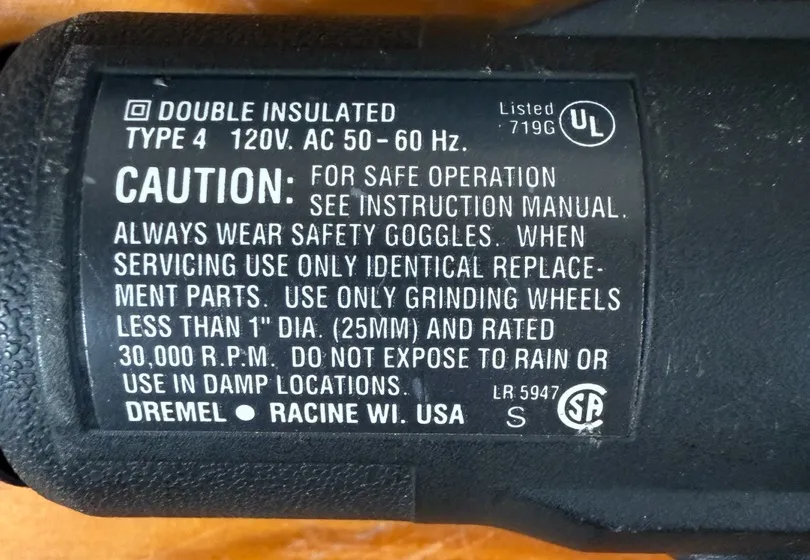 DOUBLE INSULATED
Listed
719G
UL
TYPE 4 120V. AC 50-60 Hz.
CAUTION: FOR SAFE OPERATION
SEE INSTRUCTION MANUAL.
ALWAYS WEAR SAFETY GOGGLES. WHEN
SERVICING USE ONLY IDENTICAL REPLACE-
MENT PARTS. USE ONLY GRINDING WHEELS
LESS THAN 1" DIA. (25MM) AND RATED
30,000 R.P.M. DO NOT EXPOSE TO RAIN OR
USE IN DAMP LOCATIONS.
LR 5947
S
SA
DREMEL ● RACINE WI. USA